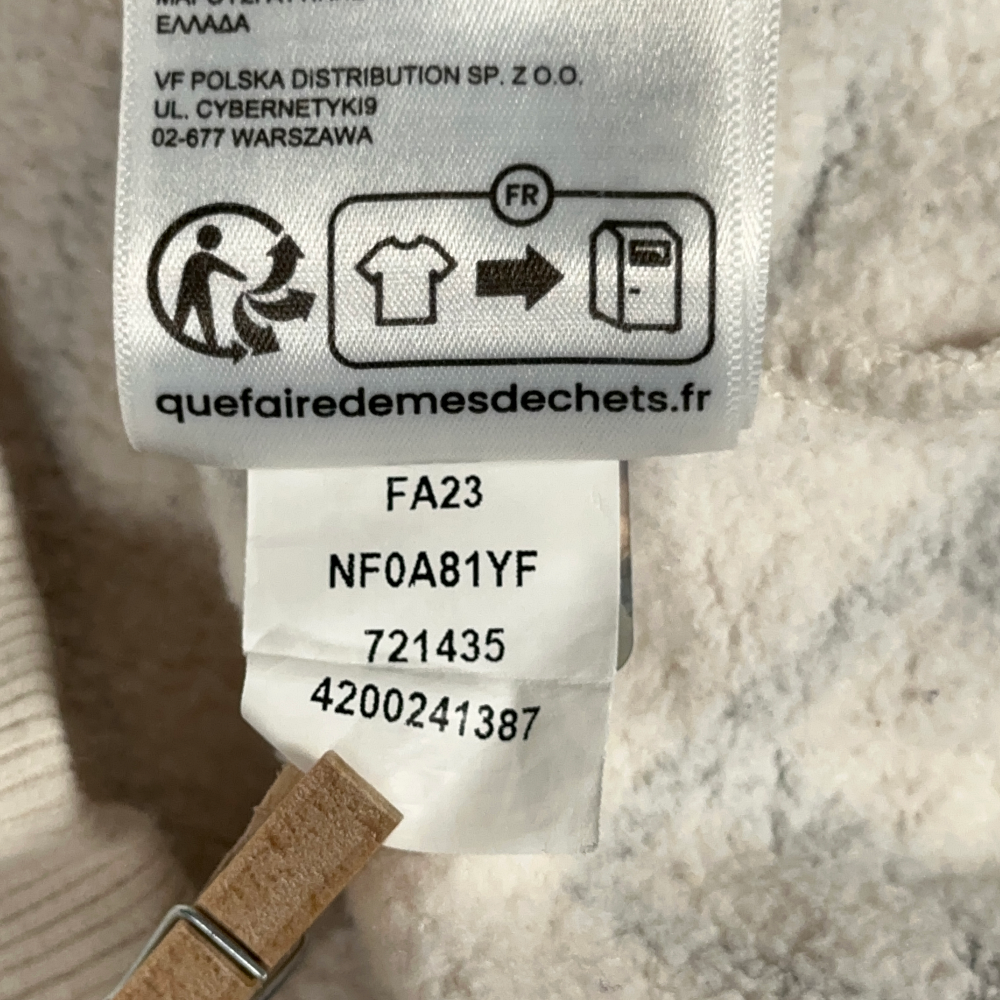 ΕΛΛΑΔΑ
VF POLSKA DISTRIBUTION SP. Z O.O.
UL. CYBERNETYKI9
02-677 WARSZAWA
FR
quefairedemesdechets.fr
FA23
NF0A81YF
721435
4200241387